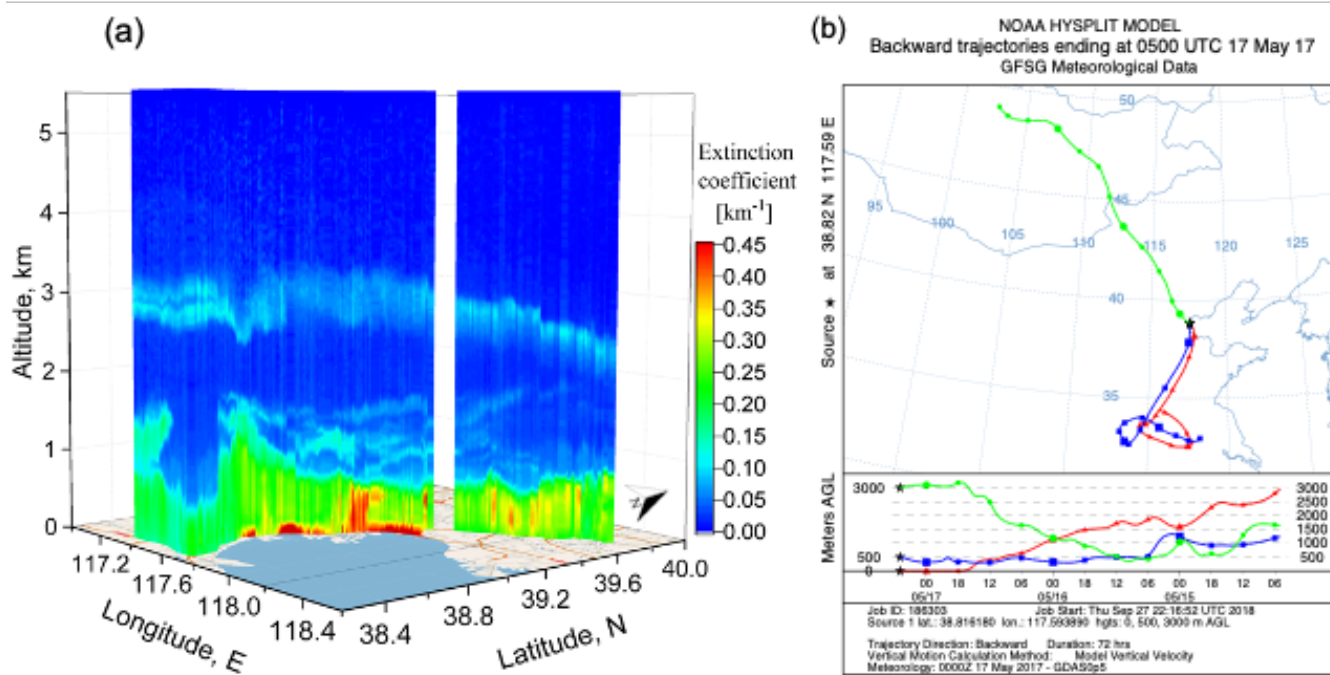 (a)
5
4
3
2
1
0
Altitude, km
117.2
117.6
118.0
118.4
Longitude, E
38.4
38.8
39.2
39.6
40.0
Latitude, N
N
Extinction
coefficient
[km⁻¹]
0.45
0.40
0.35
0.30
0.25
0.20
0.15
0.10
0.05
0.00
(b)
NOAA HYSPLIT MODEL
Backward trajectories ending at 0500 UTC 17 May 17
GFSG Meteorological Data
Source ★ at 38.82 N 117.59 E
50
45
95
100
105
110
115
120
125
40
35
Meters AGL
3000
500
0
3000
2500
2000
1500
1000
500
00 18 12 06 00 18 12 06 00 18 12 06
05/17 05/16 05/15
Job ID: 186303 Job Start: Thu Sep 27 22:16:52 UTC 2018
Source 1 lat.: 38.816180 lon.: 117.593890 hgts: 0, 500, 3000 m AGL
Trajectory Direction: Backward Duration: 72 hrs
Vertical Motion Calculation Method: Model Vertical Velocity
Meteorology: 0000Z 17 May 2017 - GDAS0p5